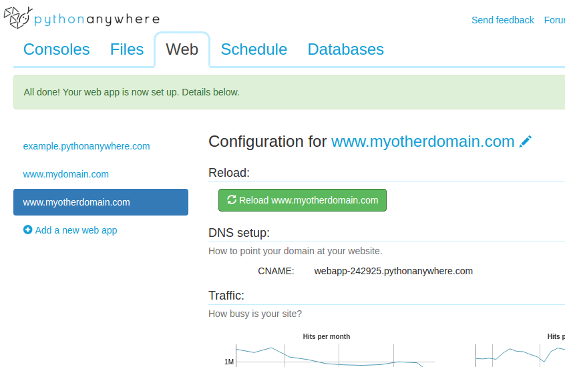 pythonanywhere
Send feedback
Consoles Files Web Schedule Databases
All done! Your web app is now set up. Details below.
example.pythonanywhere.com
www.mydomain.com
www.myotherdomain.com
Add a new web app
Configuration for www.myotherdomain.com
Reload:
Reload www.myotherdomain.com
DNS setup:
How to point your domain at your website.
CNAME: webapp-242925.pythonanywhere.com
Traffic:
How busy is your site?
Hits per month
Hits
1M